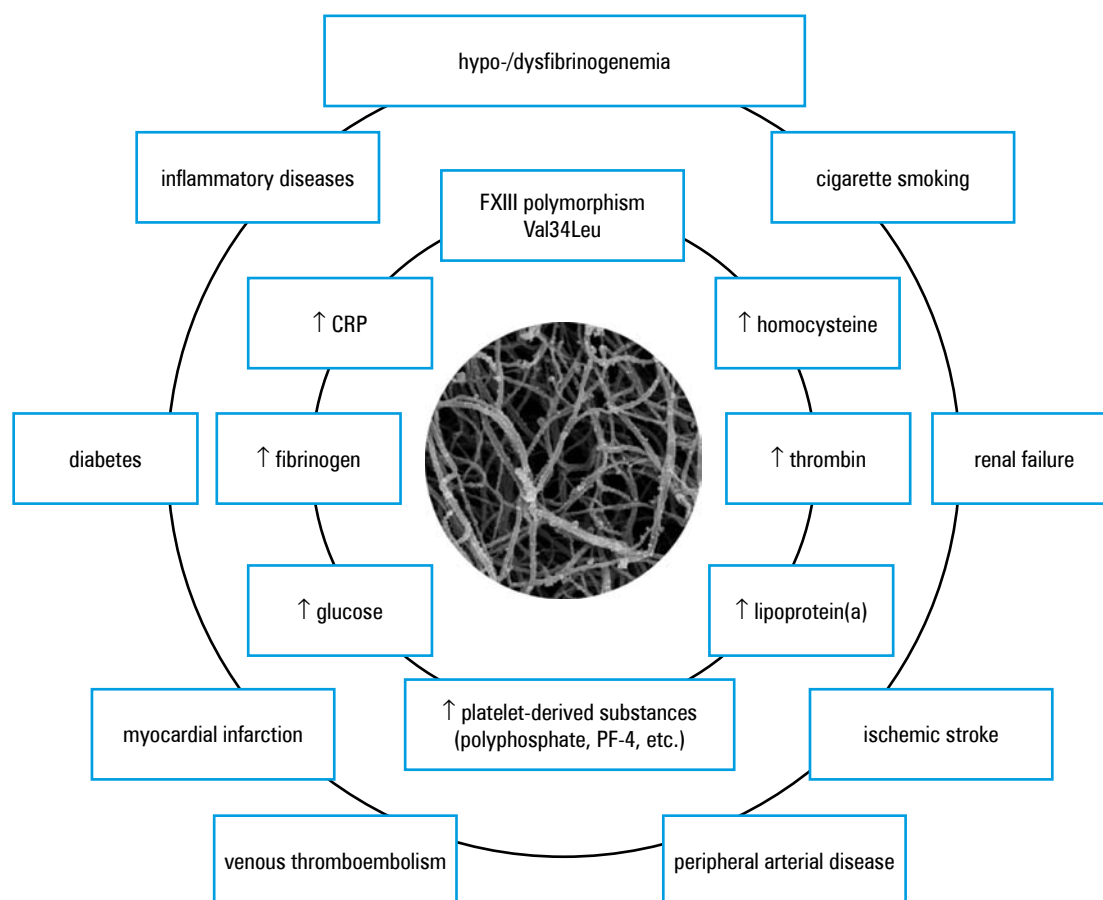 hypo-/dysfibrinogenemia
inflammatory diseases
cigarette smoking
FXIII polymorphism
Val34Leu
↑ CRP
↑ homocysteine
diabetes
↑ fibrinogen
↑ thrombin
renal failure
↑ glucose
↑ lipoprotein(a)
myocardial infarction
↑ platelet-derived substances
(polyphosphate, PF-4, etc.)
ischemic stroke
venous thromboembolism
peripheral arterial disease